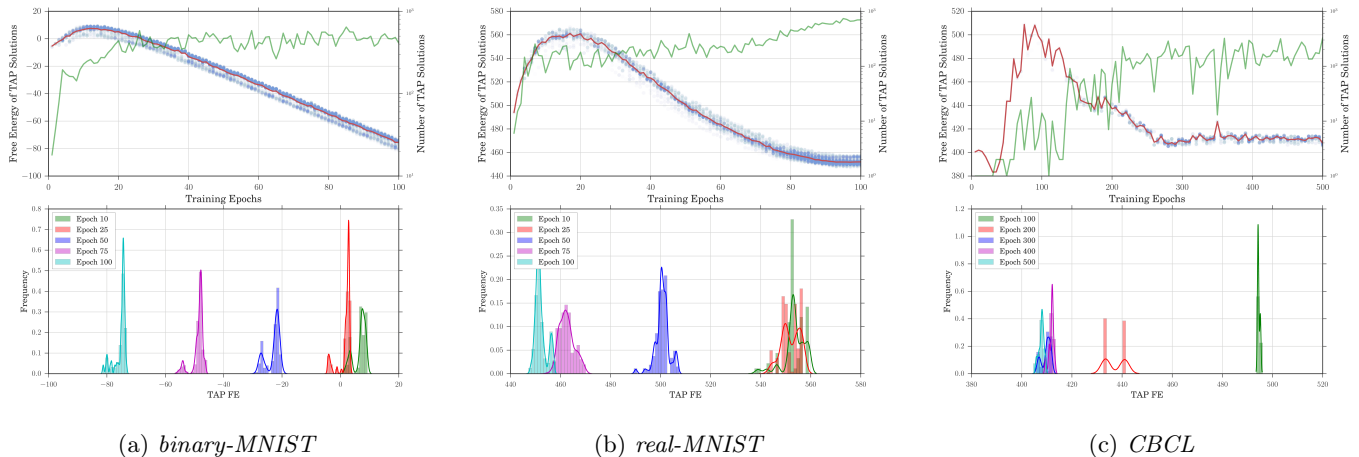 Free Energy of TAP Solutions
20
0
−20
−40
−60
−80
−100
0 20 40 60 80 100
Training Epochs
Number of TAP Solutions
10¹
Frequency
0.8
0.7
0.6
0.5
0.4
0.3
0.2
0.1
0.0
Epoch 10
Epoch 25
Epoch 50
Epoch 75
Epoch 100
−100 −80 −60 −40 −20 0 20
TAP FE
(a) binary-MNIST
Free Energy of TAP Solutions
580
560
540
520
500
480
460
440
0 20 40 60 80 100
Training Epochs
Number of TAP Solutions
10⁰
10¹
10²
Frequency
0.35
0.30
0.25
0.20
0.15
0.10
0.05
0.00
Epoch 10
Epoch 25
Epoch 50
Epoch 75
Epoch 100
440 460 480 500 520 540 560 580
TAP FE
(b) real-MNIST
Free Energy of TAP Solutions
520
500
480
460
440
420
400
380
0 100 200 300 400 500
Training Epochs
Number of TAP Solutions
10⁰
10¹
10²
Frequency
1.2
1.0
0.8
0.6
0.4
0.2
0.0
Epoch 100
Epoch 200
Epoch 300
Epoch 400
Epoch 500
380 400 420 440 460 480 500 520
TAP FE
(c) CBCL